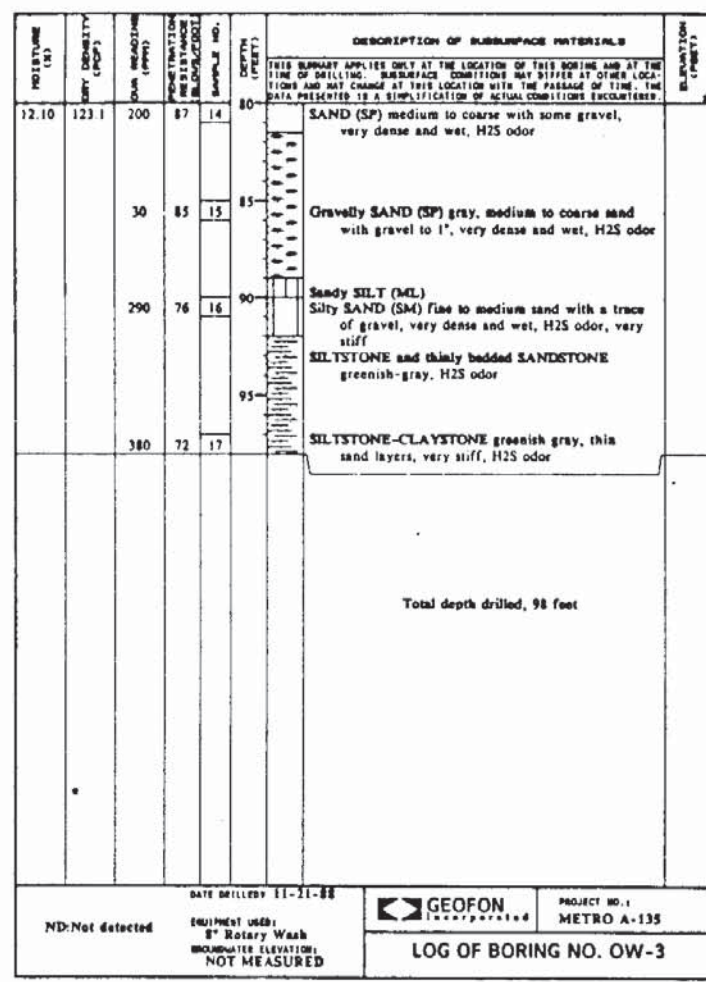 MOISTURE (%)
DRY DENSITY (PCF)
OVA READING (PPM)
PENETRATION RESISTANCE (BLOWS/FOOT)
SAMPLE NO.
DEPTH (FEET)
DESCRIPTION OF SUBSURFACE MATERIALS
THIS SUMMARY APPLIES ONLY AT THE LOCATION OF THIS BORING AND AT THE
TIME OF DRILLING. SUBSURFACE CONDITIONS MAY DIFFER AT OTHER LOCA-
TIONS AND MAY CHANGE AT THIS LOCATION WITH THE PASSAGE OF TIME. THE
DATA PRESENTED IS A SIMPLIFICATION OF ACTUAL CONDITIONS ENCOUNTERED.
ELEVATION (FEET)
80
12.10 123.1 200 87 14 SAND (SP) medium to coarse with some gravel,
very dense and wet, H2S odor
85
30 85 15 Gravelly SAND (SP) gray, medium to coarse sand
with gravel to 1", very dense and wet, H2S odor
Sandy SILT (ML)
90
290 76 16 Silty SAND (SM) fine to medium sand with a trace
of gravel, very dense and wet, H2S odor, very
stiff
SILTSTONE and thinly bedded SANDSTONE
greenish-gray, H2S odor
95
380 72 17 SILTSTONE-CLAYSTONE greenish gray, thin
sand layers, very stiff, H2S odor
Total depth drilled, 98 feet
ND:Not detected
DATE DRILLED: 11-21-88
EQUIPMENT USED:
8" Rotary Wash
GROUNDWATER ELEVATION:
NOT MEASURED
GEOFON
Incorporated
PROJECT NO.:
METRO A-135
LOG OF BORING NO. OW-3